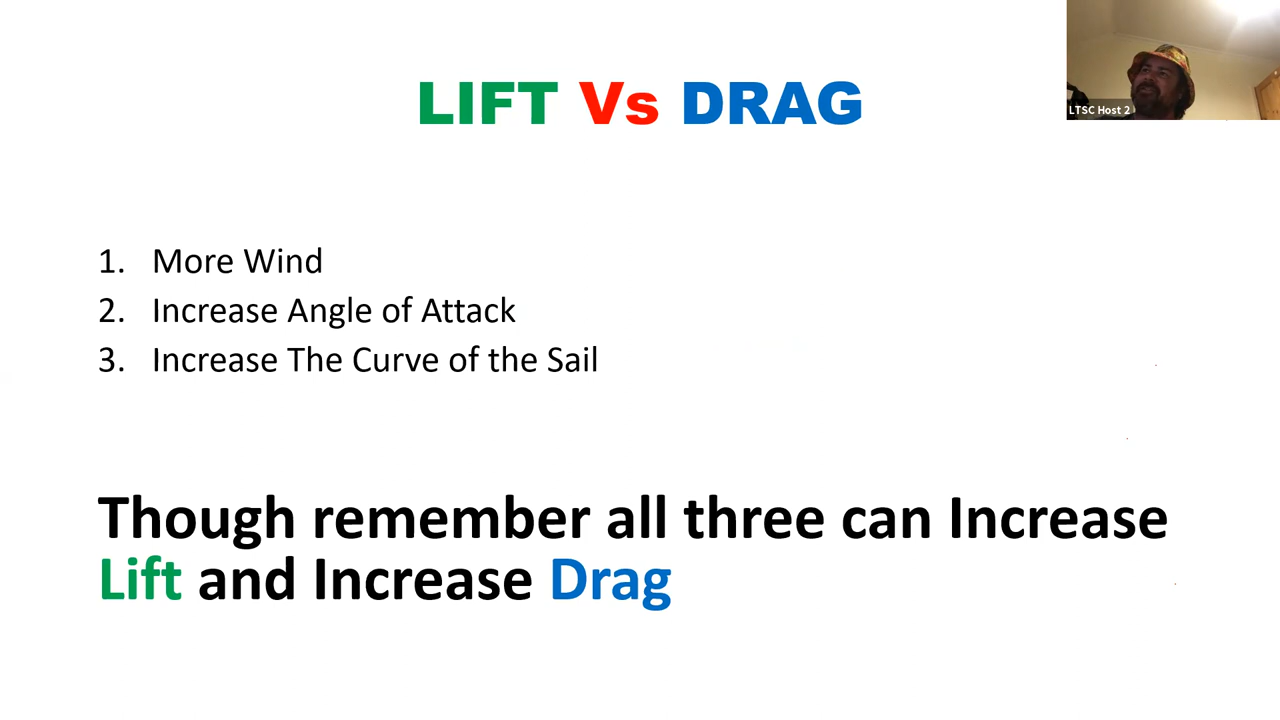 LIFT Vs DRAG
LTSC Host 2
1. More Wind
2. Increase Angle of Attack
3. Increase The Curve of the Sail
Though remember all three can Increase
Lift and Increase Drag